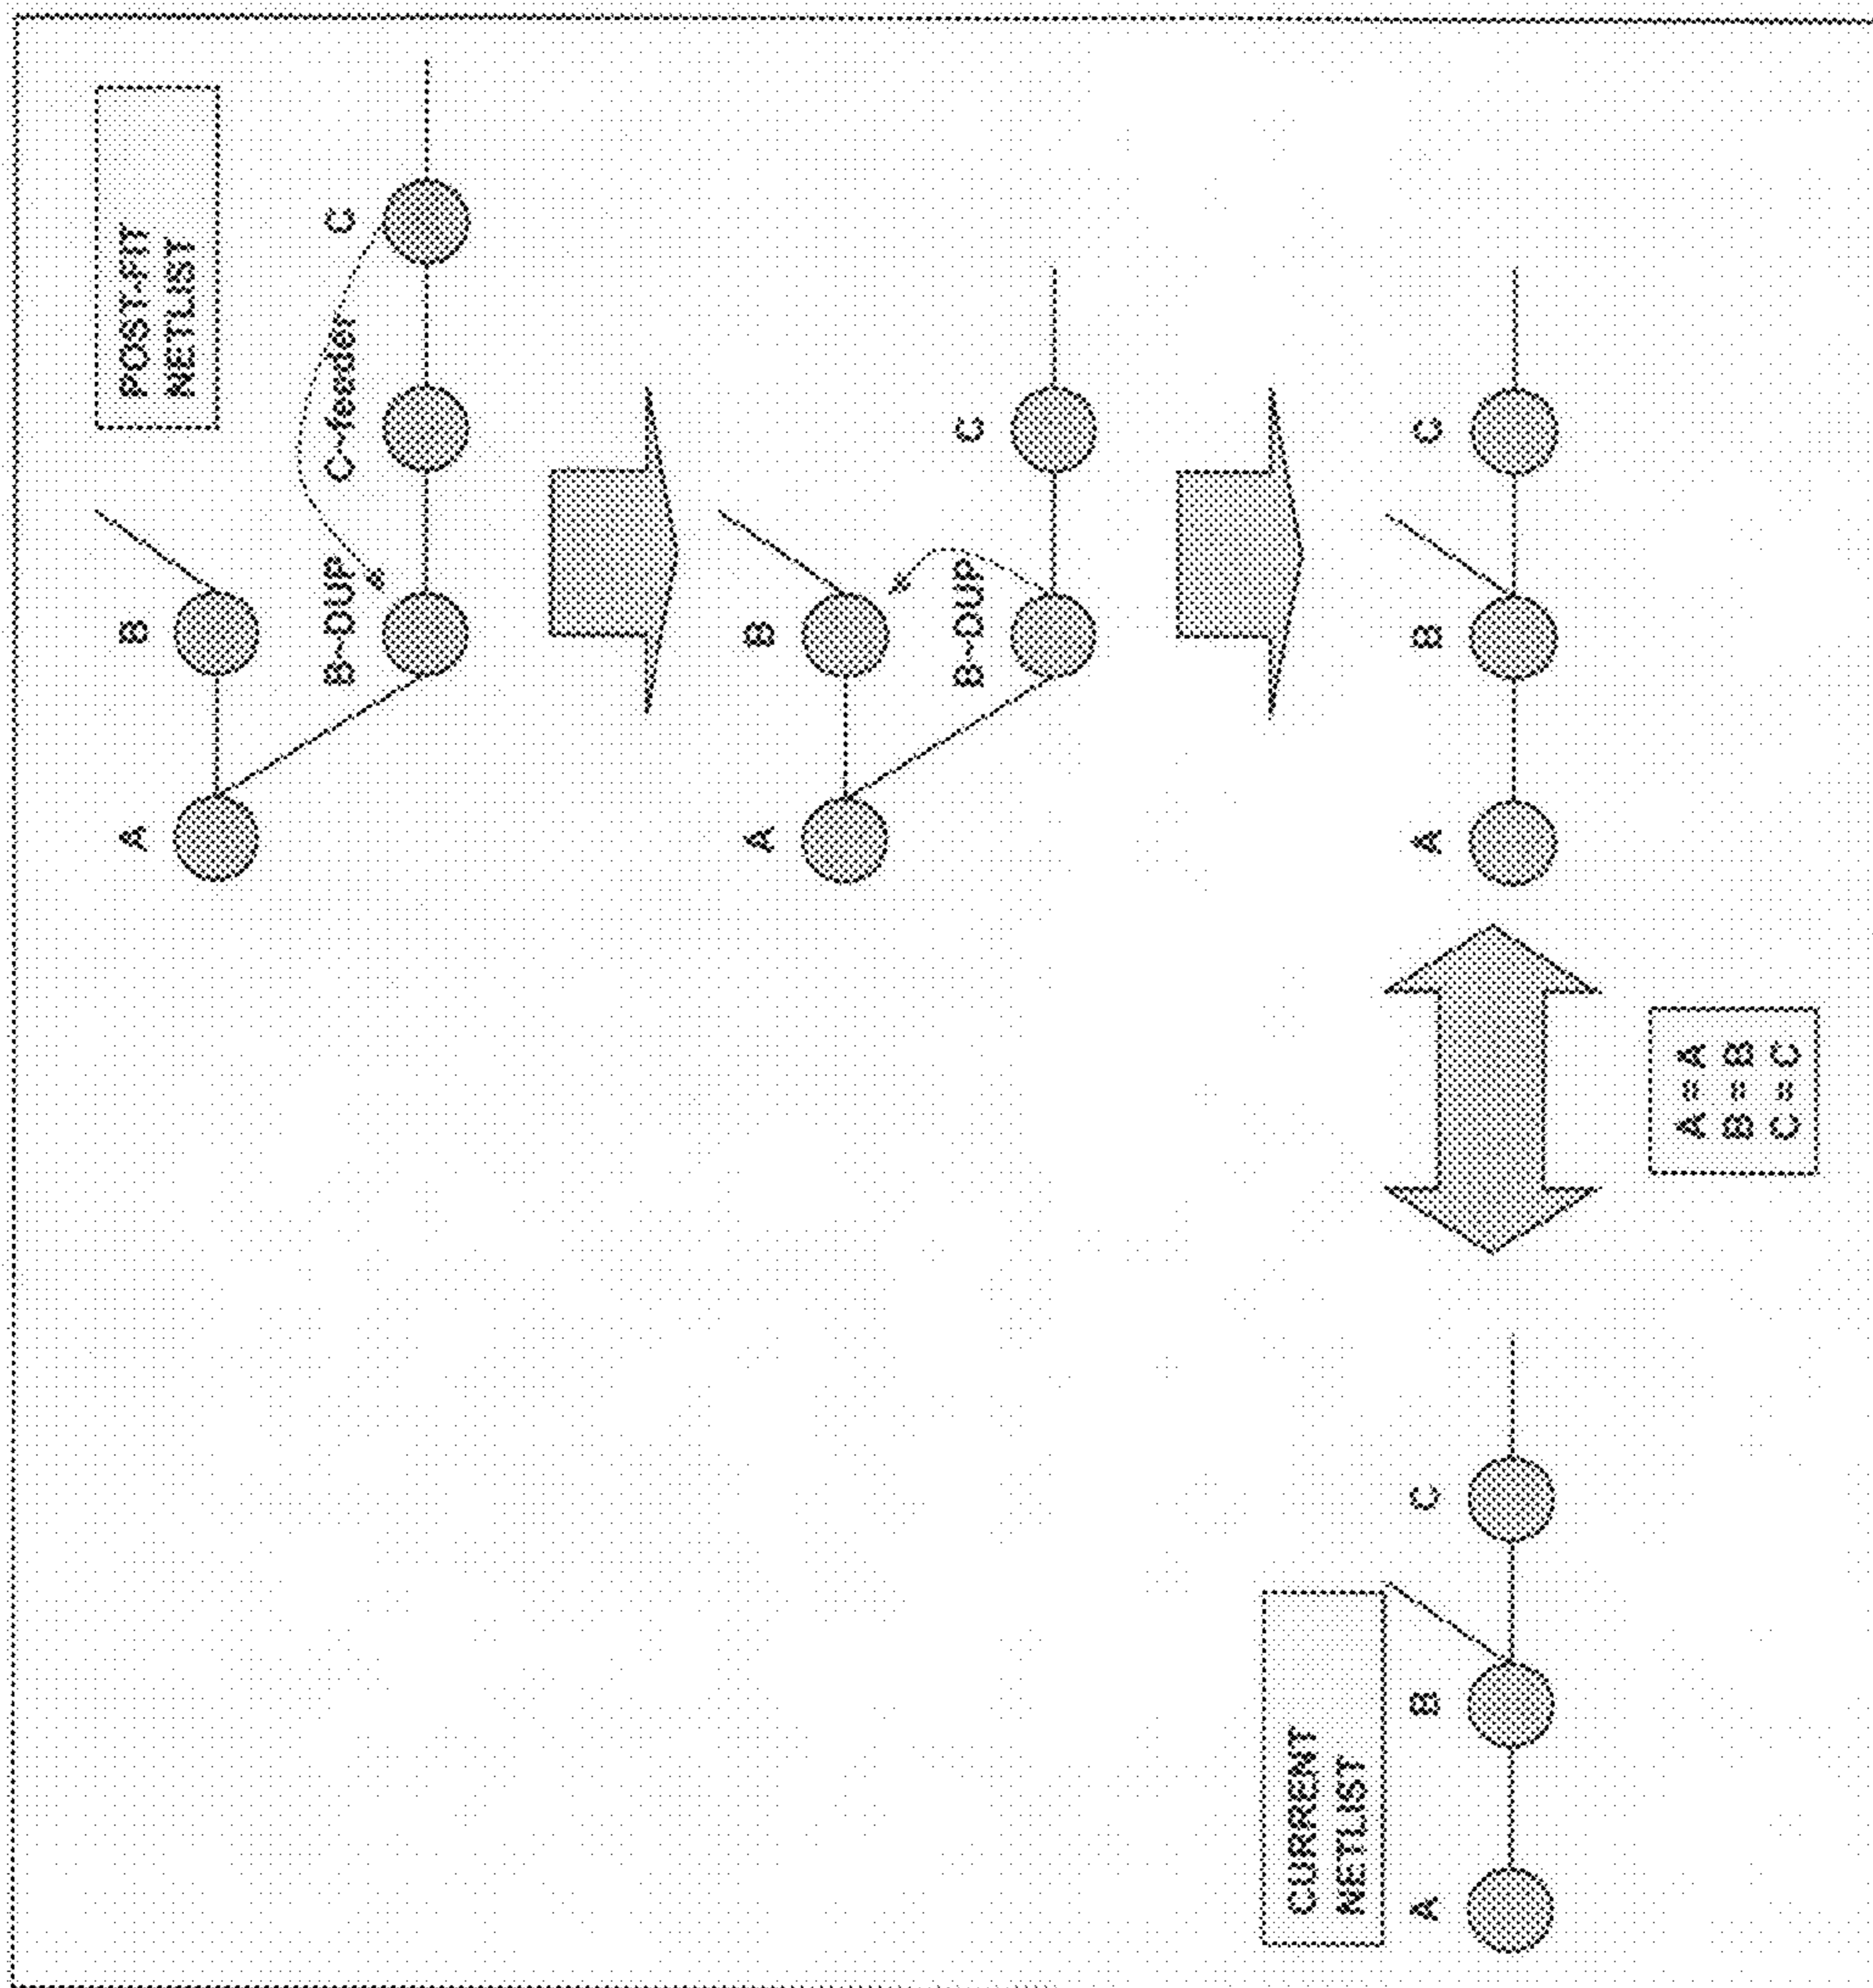 POST-FIT
NETLIST
A
B
B~DUP
C~feeder
C
A
B
B~DUP
C
CURRENT
NETLIST
A
B
C
A
B
C
A = A
B = B
C = C